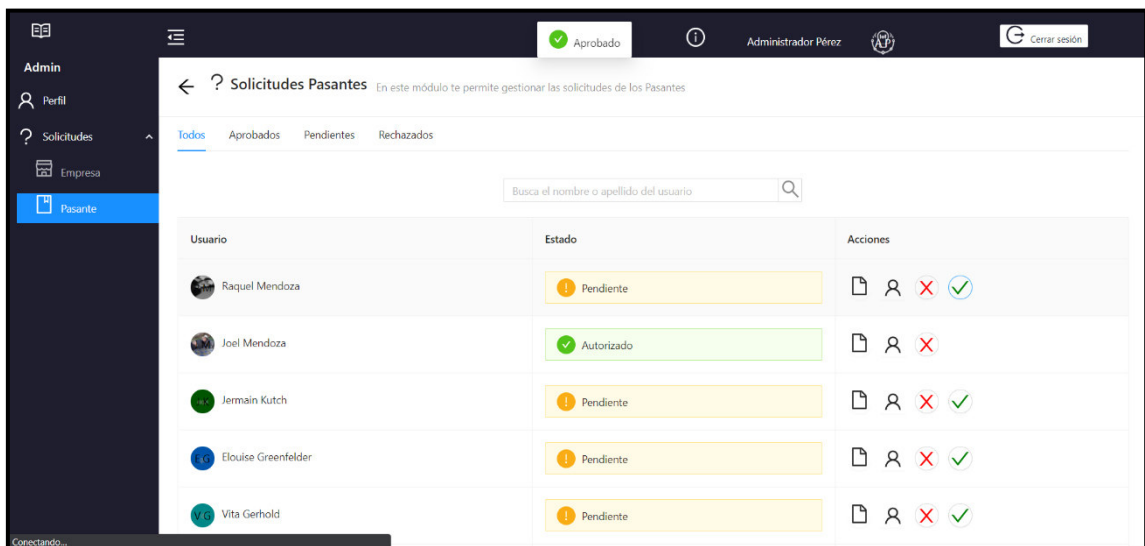 Aprobado
Administrador Pérez
Cerrar sesión
Admin
Perfil
Solicitudes
Empresa
Pasante
? Solicitudes Pasantes En este módulo te permite gestionar las solicitudes de los Pasantes
Todos Aprobados Pendientes Rechazados
Busca el nombre o apellido del usuario
Usuario Estado Acciones
Raquel Mendoza Pendiente
Joel Mendoza Autorizado
Jermain Kutch Pendiente
EG Elouise Greenfelder Pendiente
VG Vita Gerhold Pendiente
Conectando...